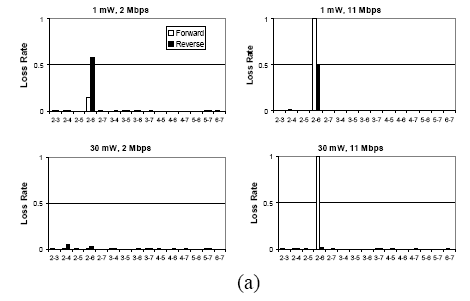 1 mW, 2 Mbps
Loss Rate
1
0.5
0
Forward
Reverse
2-3 2-4 2-5 2-6 2-7 3-4 3-5 3-6 3-7 4-5 4-6 4-7 5-6 5-7 6-7
1 mW, 11 Mbps
Loss Rate
1
0.5
0
2-3 2-4 2-5 2-6 2-7 3-4 3-5 3-6 3-7 4-5 4-6 4-7 5-6 5-7 6-7
30 mW, 2 Mbps
Loss Rate
1
0.5
0
2-3 2-4 2-5 2-6 2-7 3-4 3-5 3-6 3-7 4-5 4-6 4-7 5-6 5-7 6-7
30 mW, 11 Mbps
Loss Rate
1
0.5
0
2-3 2-4 2-5 2-6 2-7 3-4 3-5 3-6 3-7 4-5 4-6 4-7 5-6 5-7 6-7
(a)